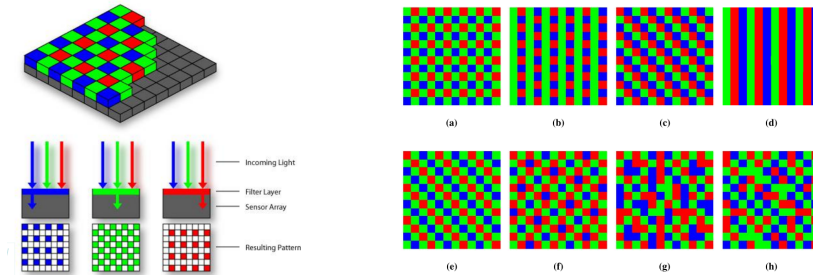 Incoming Light
Filter Layer
Sensor Array
Resulting Pattern
(a)
(b)
(c)
(d)
(e)
(f)
(g)
(h)